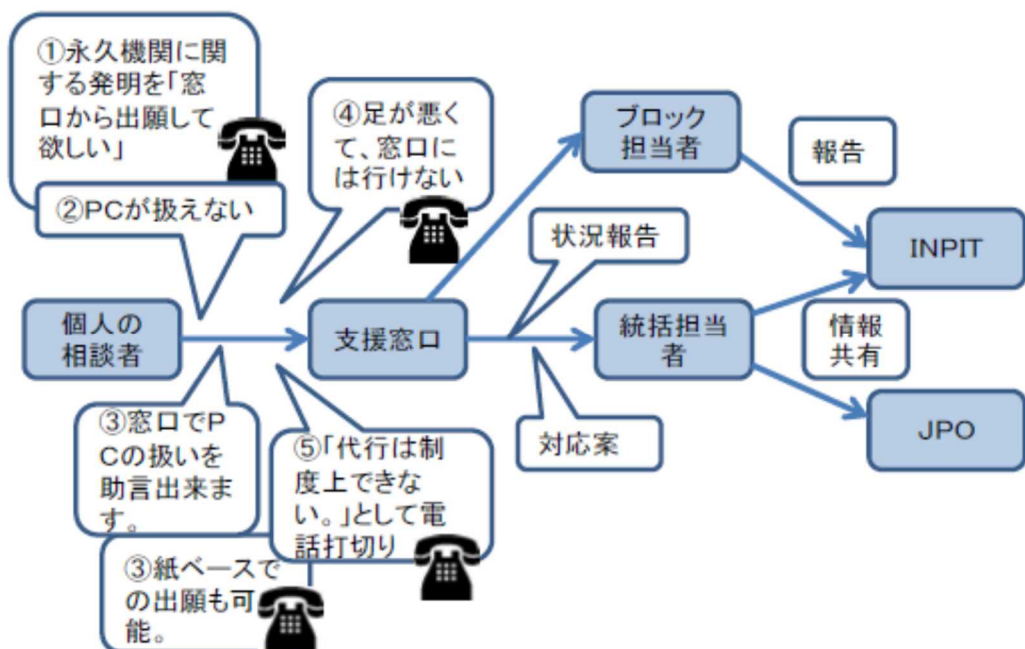 ①永久機関に関
する発明を「窓
口から出願して
欲しい」
②PCが扱えない
④足が悪く
て、窓口に
は行けない
ブロック
担当者
報告
状況報告
INPIT
個人の
相談者
支援窓口
統括担当
者
情報
共有
③窓口でP
Cの扱いを
助言出来ま
す。
⑤「代行は制
度上できな
い。」として電
話打切り
対応案
JPO
③紙ベースで
の出願も可
能。